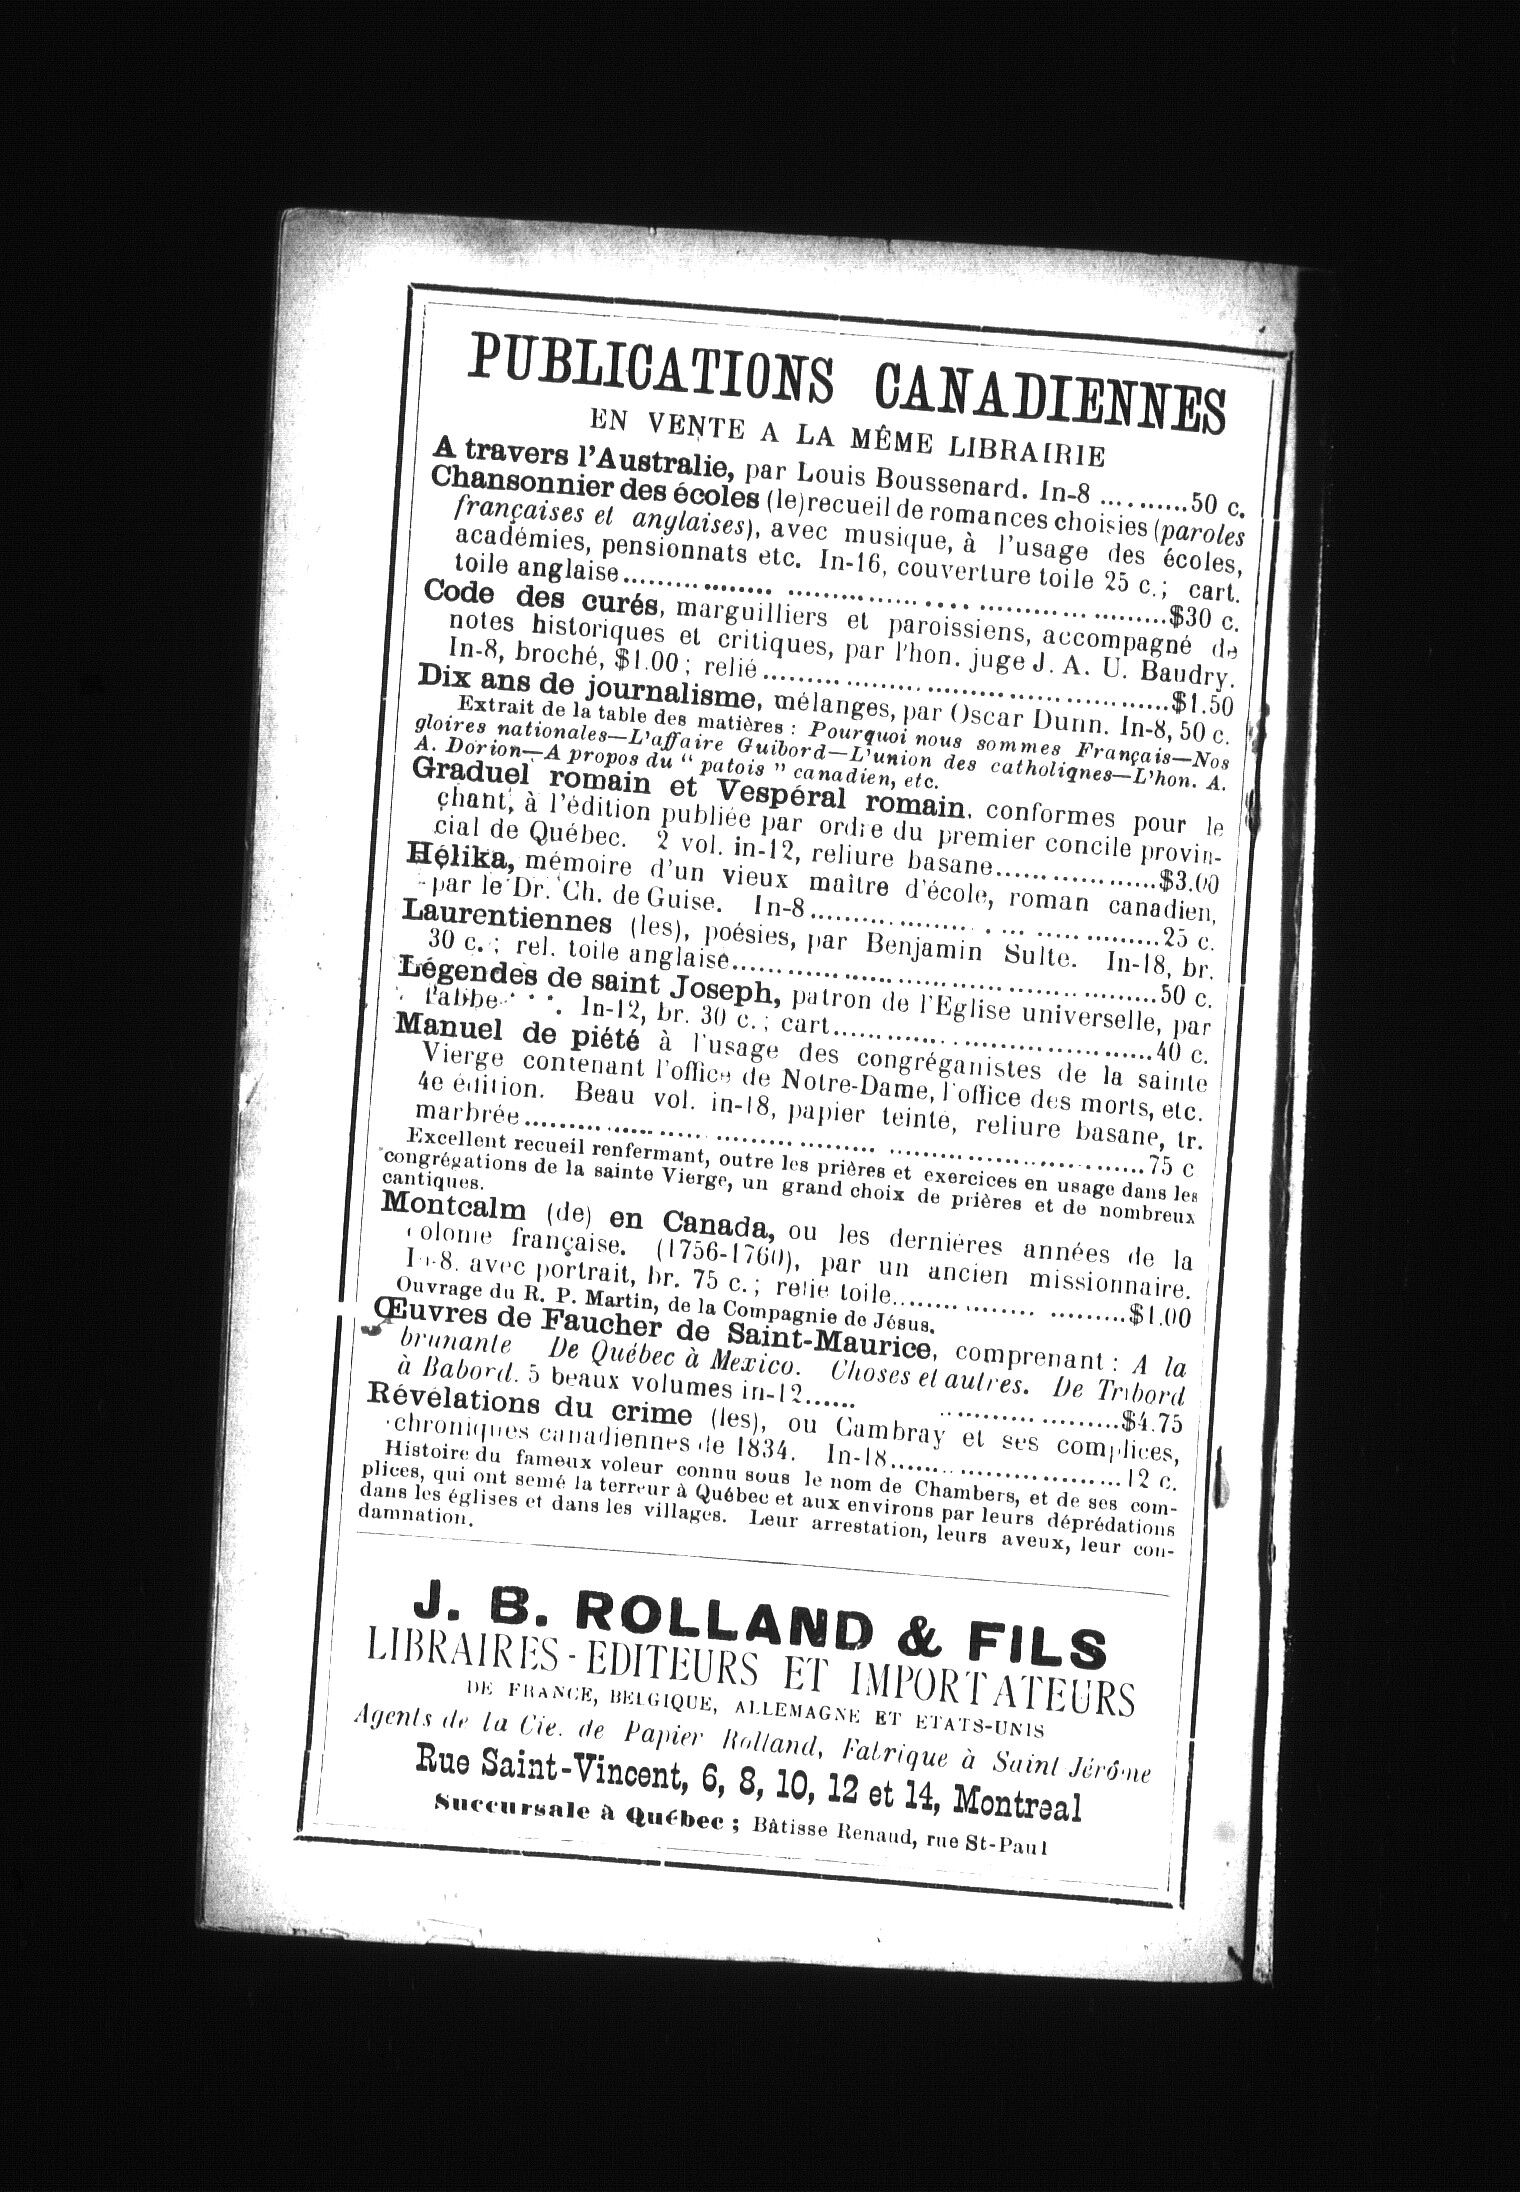 PUBLICATIONS CANADIENNES
EN VENTE A LA MÊME LIBRAIRIE
A travers l'Australie, par Louis Boussenard. In-8 ..........50 c.
Chansonnier des écoles (le) recueil de romances choisies (paroles
françaises et anglaises), avec musique, à l'usage des écoles,
académies, pensionnats etc. In-16, couverture toile 25 c.; cart.
toile anglaise..........$30 c.
Code des curés, marguilliers et paroissiens, accompagné de
notes historiques et critiques, par l'hon. juge J. A. U. Baudry.
In-8, broché, $1.00; relié..........$1.50
Dix ans de journalisme, mélanges, par Oscar Dunn. In-8, 50 c.
Extrait de la table des matières : Pourquoi nous sommes Français—Nos
gloires nationales—L'affaire Guibord—L'union des catholiques—L'hon. A.
A. Dorion—A propos du " patois " canadien, etc.
Graduel romain et Vespéral romain, conformes pour le
chant, à l'édition publiée par ordre du premier concile provin-
cial de Québec. 2 vol. in-12, reliure basane..........$3.00
Hélika, mémoire d'un vieux maître d'école, roman canadien,
par le Dr. Ch. de Guise. In-8..........25 c.
Laurentiennes (les), poésies, par Benjamin Sulte. In-18, br.
30 c.; rel. toile anglaise..........50 c.
Légendes de saint Joseph, patron de l'Eglise universelle, par
l'abbe * * *. In-12, br. 30 c.; cart..........40 c.
Manuel de piété à l'usage des congréganistes de la sainte
Vierge contenant l'office de Notre-Dame, l'office des morts, etc.
4e édition. Beau vol. in-18, papier teinté, reliure basane, tr.
marbrée..........75 c
Excellent recueil renfermant, outre les prières et exercices en usage dans les
congrégations de la sainte Vierge, un grand choix de prières et de nombreux
cantiques.
Montcalm (de) en Canada, ou les dernières années de la
colonie française. (1756-1760), par un ancien missionnaire.
In-8. avec portrait, br. 75 c.; relié toile..........$1.00
Ouvrage du R. P. Martin, de la Compagnie de Jésus.
Œuvres de Faucher de Saint-Maurice, comprenant : A la
brunante De Québec à Mexico. Choses et autres. De Tribord
à Babord. 5 beaux volumes in-12..........$4.75
Révélations du crime (les), ou Cambray et ses complices,
chroniques canadiennes de 1834. In-18..........12 c.
Histoire du fameux voleur connu sous le nom de Chambers, et de ses com-
plices, qui ont semé la terreur à Québec et aux environs par leurs déprédations
dans les églises et dans les villages. Leur arrestation, leurs aveux, leur con-
damnation.
J. B. ROLLAND & FILS
LIBRAIRES-EDITEURS ET IMPORTATEURS
DE FRANCE, BELGIQUE, ALLEMAGNE ET ETATS-UNIS
Agents de la Cie. de Papier Rolland, Fabrique à Saint Jérôme
Rue Saint-Vincent, 6, 8, 10, 12 et 14, Montreal
Succursale à Québec ; Bâtisse Renaud, rue St-Paul